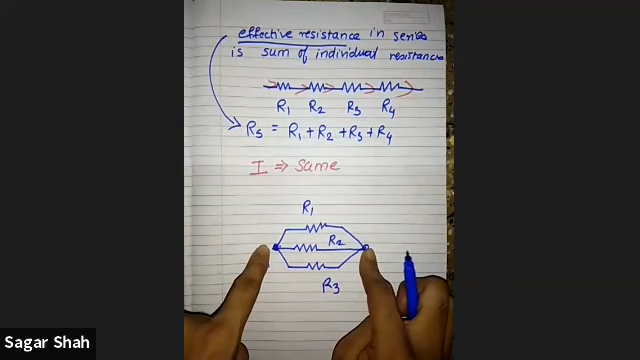 effective resistance in series
is sum of individual resistances
R1 R2 R3 R4
Rs = R1 + R2 + R3 + R4
I ⇒ same
R1
R2
R3
Sagar Shah